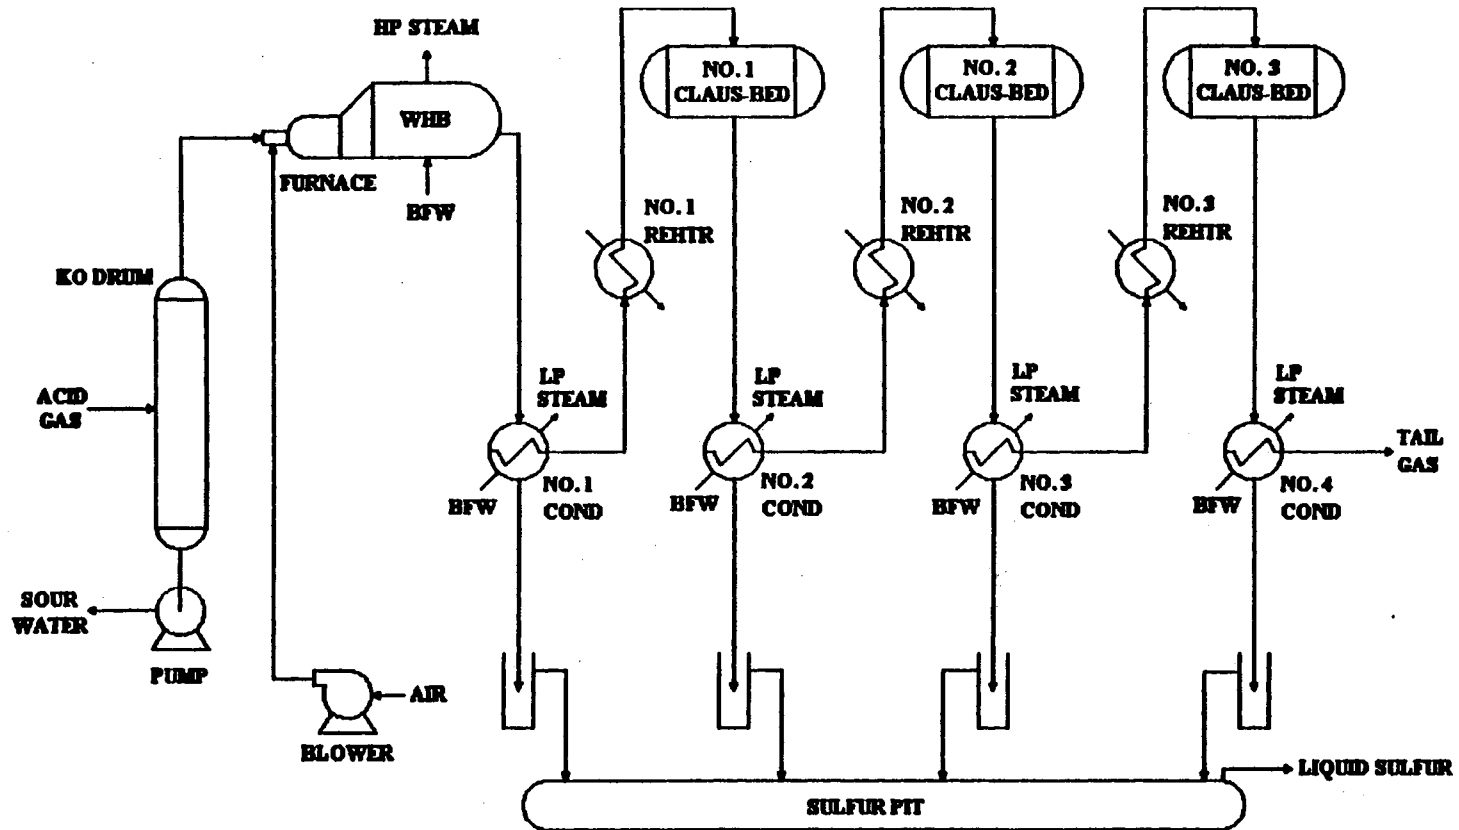 HP STEAM
NO. 1
CLAUS-BED
NO. 2
CLAUS-BED
NO. 3
CLAUS-BED
WHB
FURNACE
BFW
NO. 1
REHTR
NO. 2
REHTR
NO. 3
REHTR
KO DRUM
ACID
GAS
LP
STEAM
LP
STEAM
LP
STEAM
LP
STEAM
TAIL
GAS
BFW
NO. 1
COND
BFW
NO. 2
COND
BFW
NO. 3
COND
BFW
NO. 4
COND
SOUR
WATER
PUMP
AIR
BLOWER
LIQUID SULFUR
SULFUR PIT